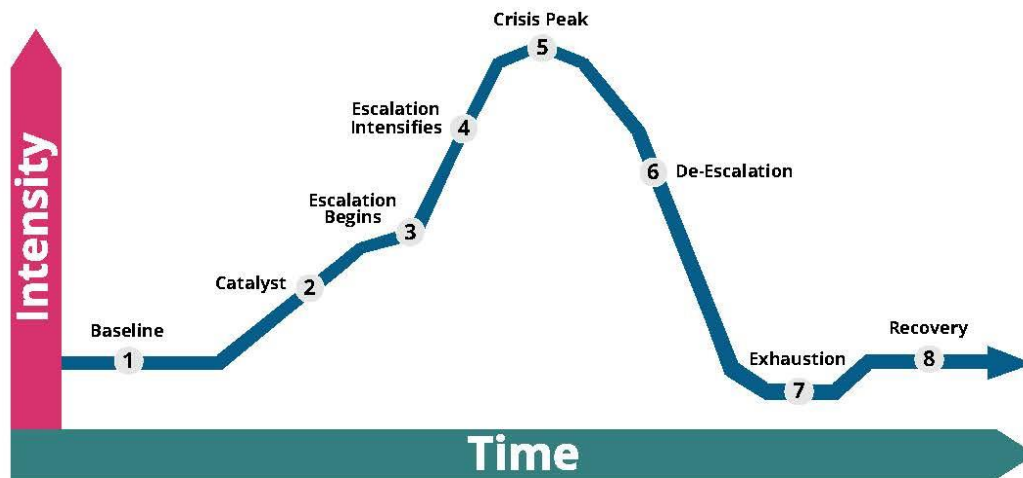 Crisis Peak
5
Escalation
Intensifies
4
6
De-Escalation
Escalation
Begins
3
Catalyst
2
Baseline
1
Exhaustion
7
Recovery
8
Intensity
Time